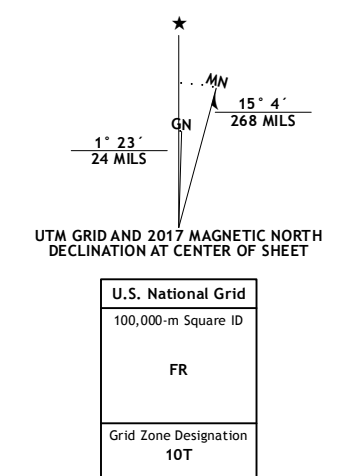 ★
MN
15° 4´
268 MILS
GN
1° 23´
24 MILS
UTM GRID AND 2017 MAGNETIC NORTH
DECLINATION AT CENTER OF SHEET
U.S. National Grid
100,000-m Square ID
FR
Grid Zone Designation
10T